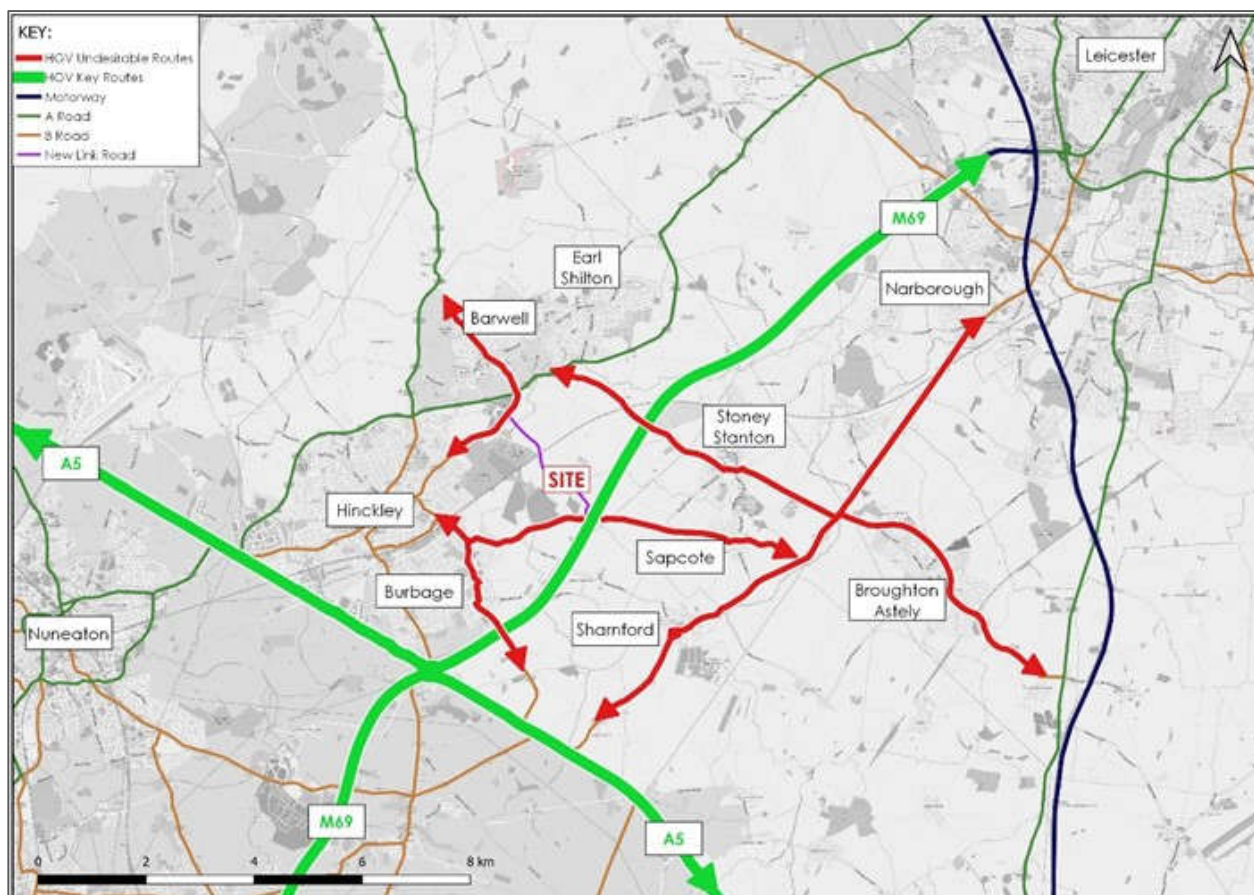 KEY:
HGV Undesirable Routes
HGV Key Routes
Motorway
A Road
B Road
New Link Road
Leicester
M69
Earl
Shilton
Narborough
Barwell
Stoney
Stanton
A5
SITE
Hinckley
Sapcote
Burbage
Broughton
Astely
Sharnford
Nuneaton
M69
A5
0 2 4 6 8 km